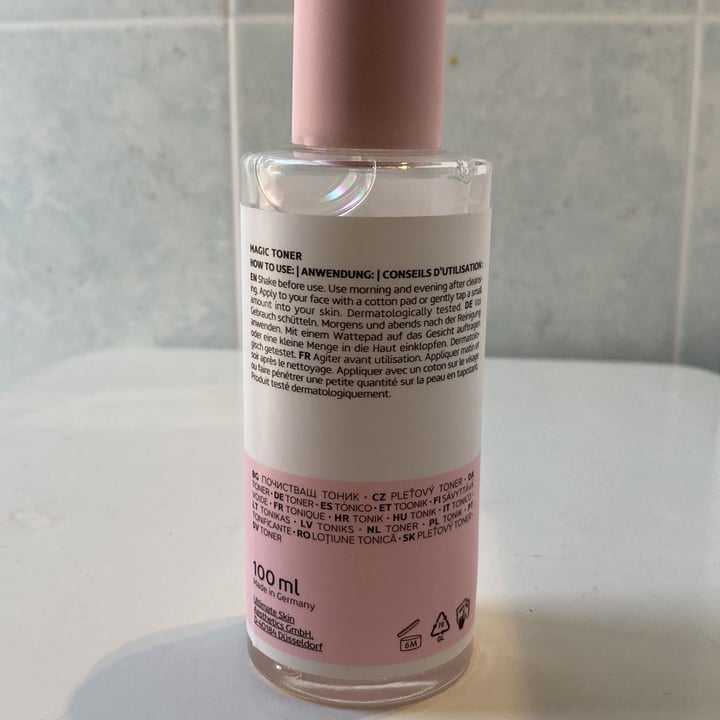 MAGIC TONER
HOW TO USE: | ANWENDUNG: | CONSEILS D'UTILISATION:
EN Shake before use. Use morning and evening after cleans-
ing. Apply to your face with a cotton pad or gently tap a small
amount into your skin. Dermatologically tested. DE Vor
Gebrauch schütteln. Morgens und abends nach der Reinigung
anwenden. Mit einem Wattepad auf das Gesicht auftragen
oder eine kleine Menge in die Haut einklopfen. Dermatolo-
gisch getestet. FR Agiter avant utilisation. Appliquer matin et
soir après le nettoyage. Appliquer avec un coton sur le visage
ou faire pénétrer une petite quantité sur la peau en tapotant.
Produit testé dermatologiquement.
BG ПОЧИСТВАЩ ТОНИК • CZ PLEŤOVÝ TONER • DA
TONER • DE TONER • ES TÓNICO • ET TOONIK • FI SÄVYTTÄVÄ
VOIDE • FR TONIQUE • HR TONIK • HU TONIK • IT TONICO •
LT TONIKAS • LV TONIKS • NL TONER • PL TONIK • PT
TONIFICANTE • RO LOȚIUNE TONICĂ • SK PLEŤOVÝ TONER •
SV TONER
100 ml
Made in Germany
Ultimate Skin
Aesthetics GmbH,
D-60184 Düsseldorf
6M
GL